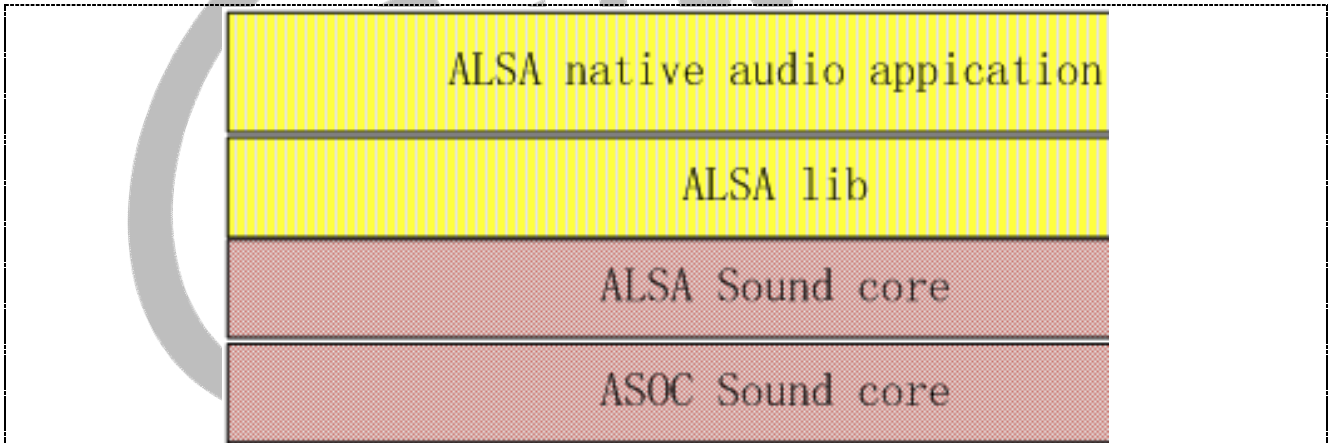 ALSA native audio appication
ALSA lib
ALSA Sound core
ASOC Sound core